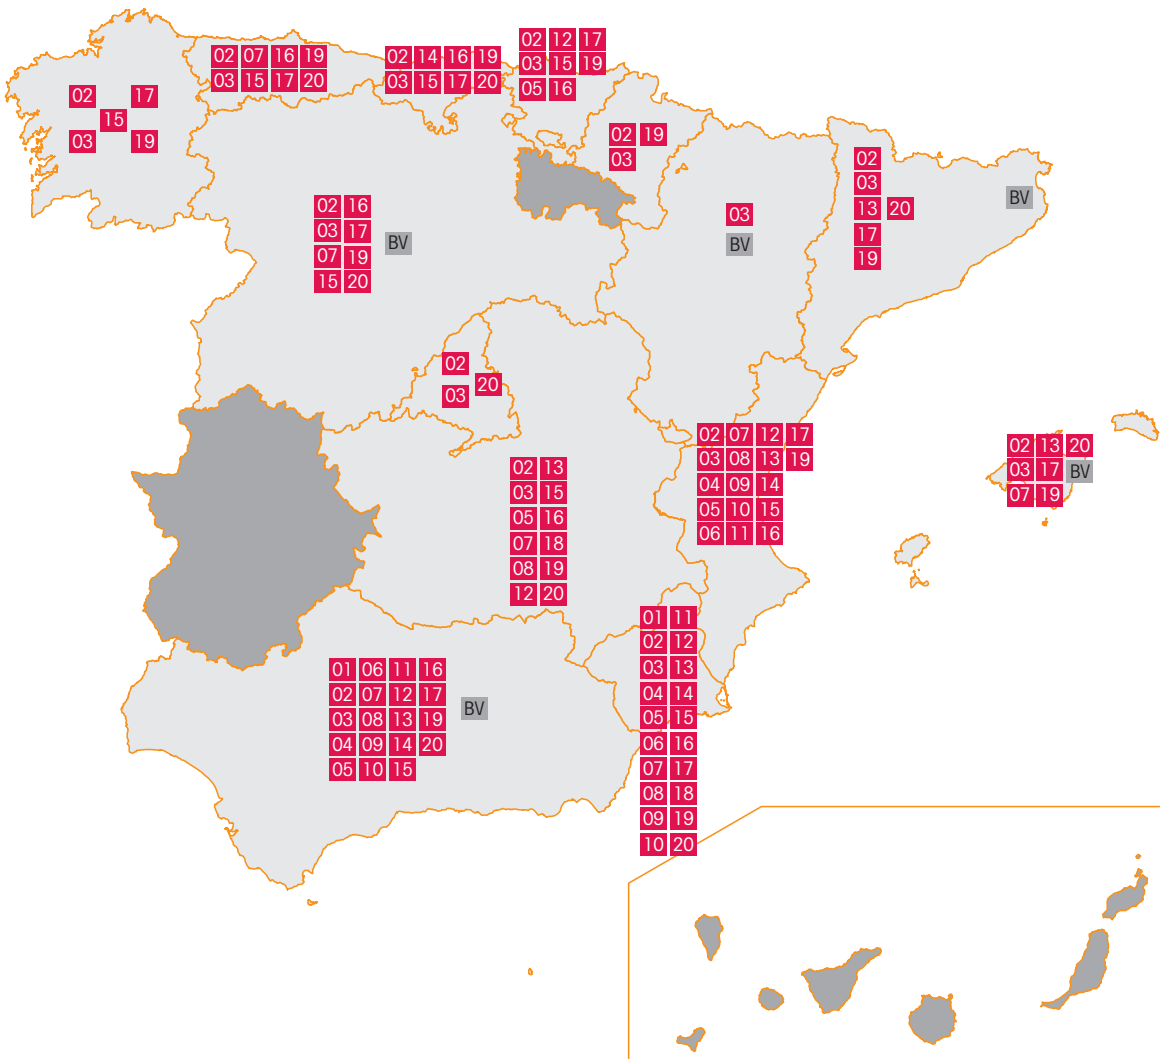 02 17
15
03 19
02 07 16 19
03 15 17 20
02 14 16 19
03 15 17 20
02 12 17
03 15 19
05 16
02 19
03
02 16
03 17
07 19
15 20
BV
03
BV
02
03
13 20
17
19
BV
02
20
03
02 07 12 17
03 08 13 19
04 09 14
05 10 15
06 11 16
02 13 20
03 17 BV
07 19
02 13
03 15
05 16
07 18
08 19
12 20
01 11
02 12
03 13
04 14
05 15
06 16
07 17
08 18
09 19
10 20
01 06 11 16
02 07 12 17
03 08 13 19
04 09 14 20
05 10 15
BV